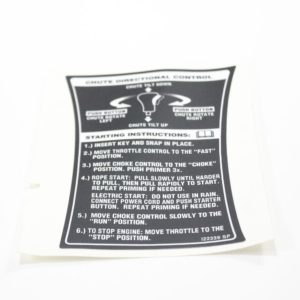 CHUTE DIRECTIONAL CONTROL
CHUTE TILT DOWN
PUSH BUTTON
CHUTE ROTATE
LEFT
PUSH BUTTON
CHUTE ROTATE
RIGHT
CHUTE TILT UP
STARTING INSTRUCTIONS:
1.) INSERT KEY AND SNAP IN PLACE.
2.) MOVE THROTTLE CONTROL TO THE "FAST"
POSITION.
3.) MOVE CHOKE CONTROL TO THE "CHOKE"
POSITION. PUSH PRIMER 3x.
4.) ROPE START: PULL SLOWLY UNTIL HARDER
TO PULL, THEN PULL RAPIDLY TO START.
REPEAT PRIMING IF NEEDED.
ELECTRIC START: DO NOT USE IN RAIN
CONNECT POWER CORD AND PUSH STARTER
BUTTON. REPEAT PRIMING IF NEEDED.
5.) MOVE CHOKE CONTROL SLOWLY TO THE
"RUN" POSITION.
6.) TO STOP ENGINE: MOVE THROTTLE TO THE
"STOP" POSITION.